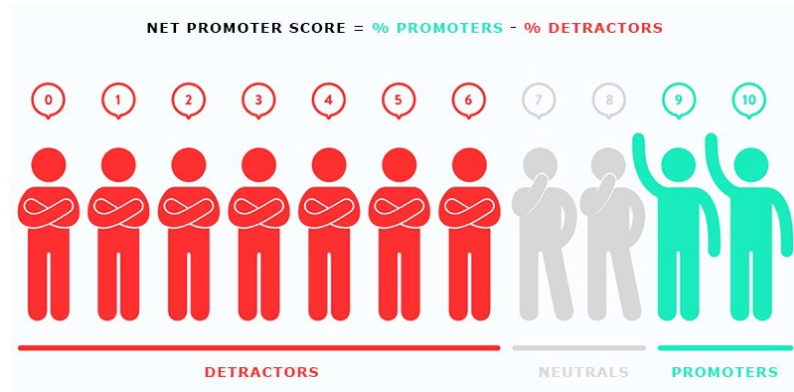 NET PROMOTER SCORE = % PROMOTERS - % DETRACTORS
0 1 2 3 4 5 6 7 8 9 10
DETRACTORS NEUTRALS PROMOTERS